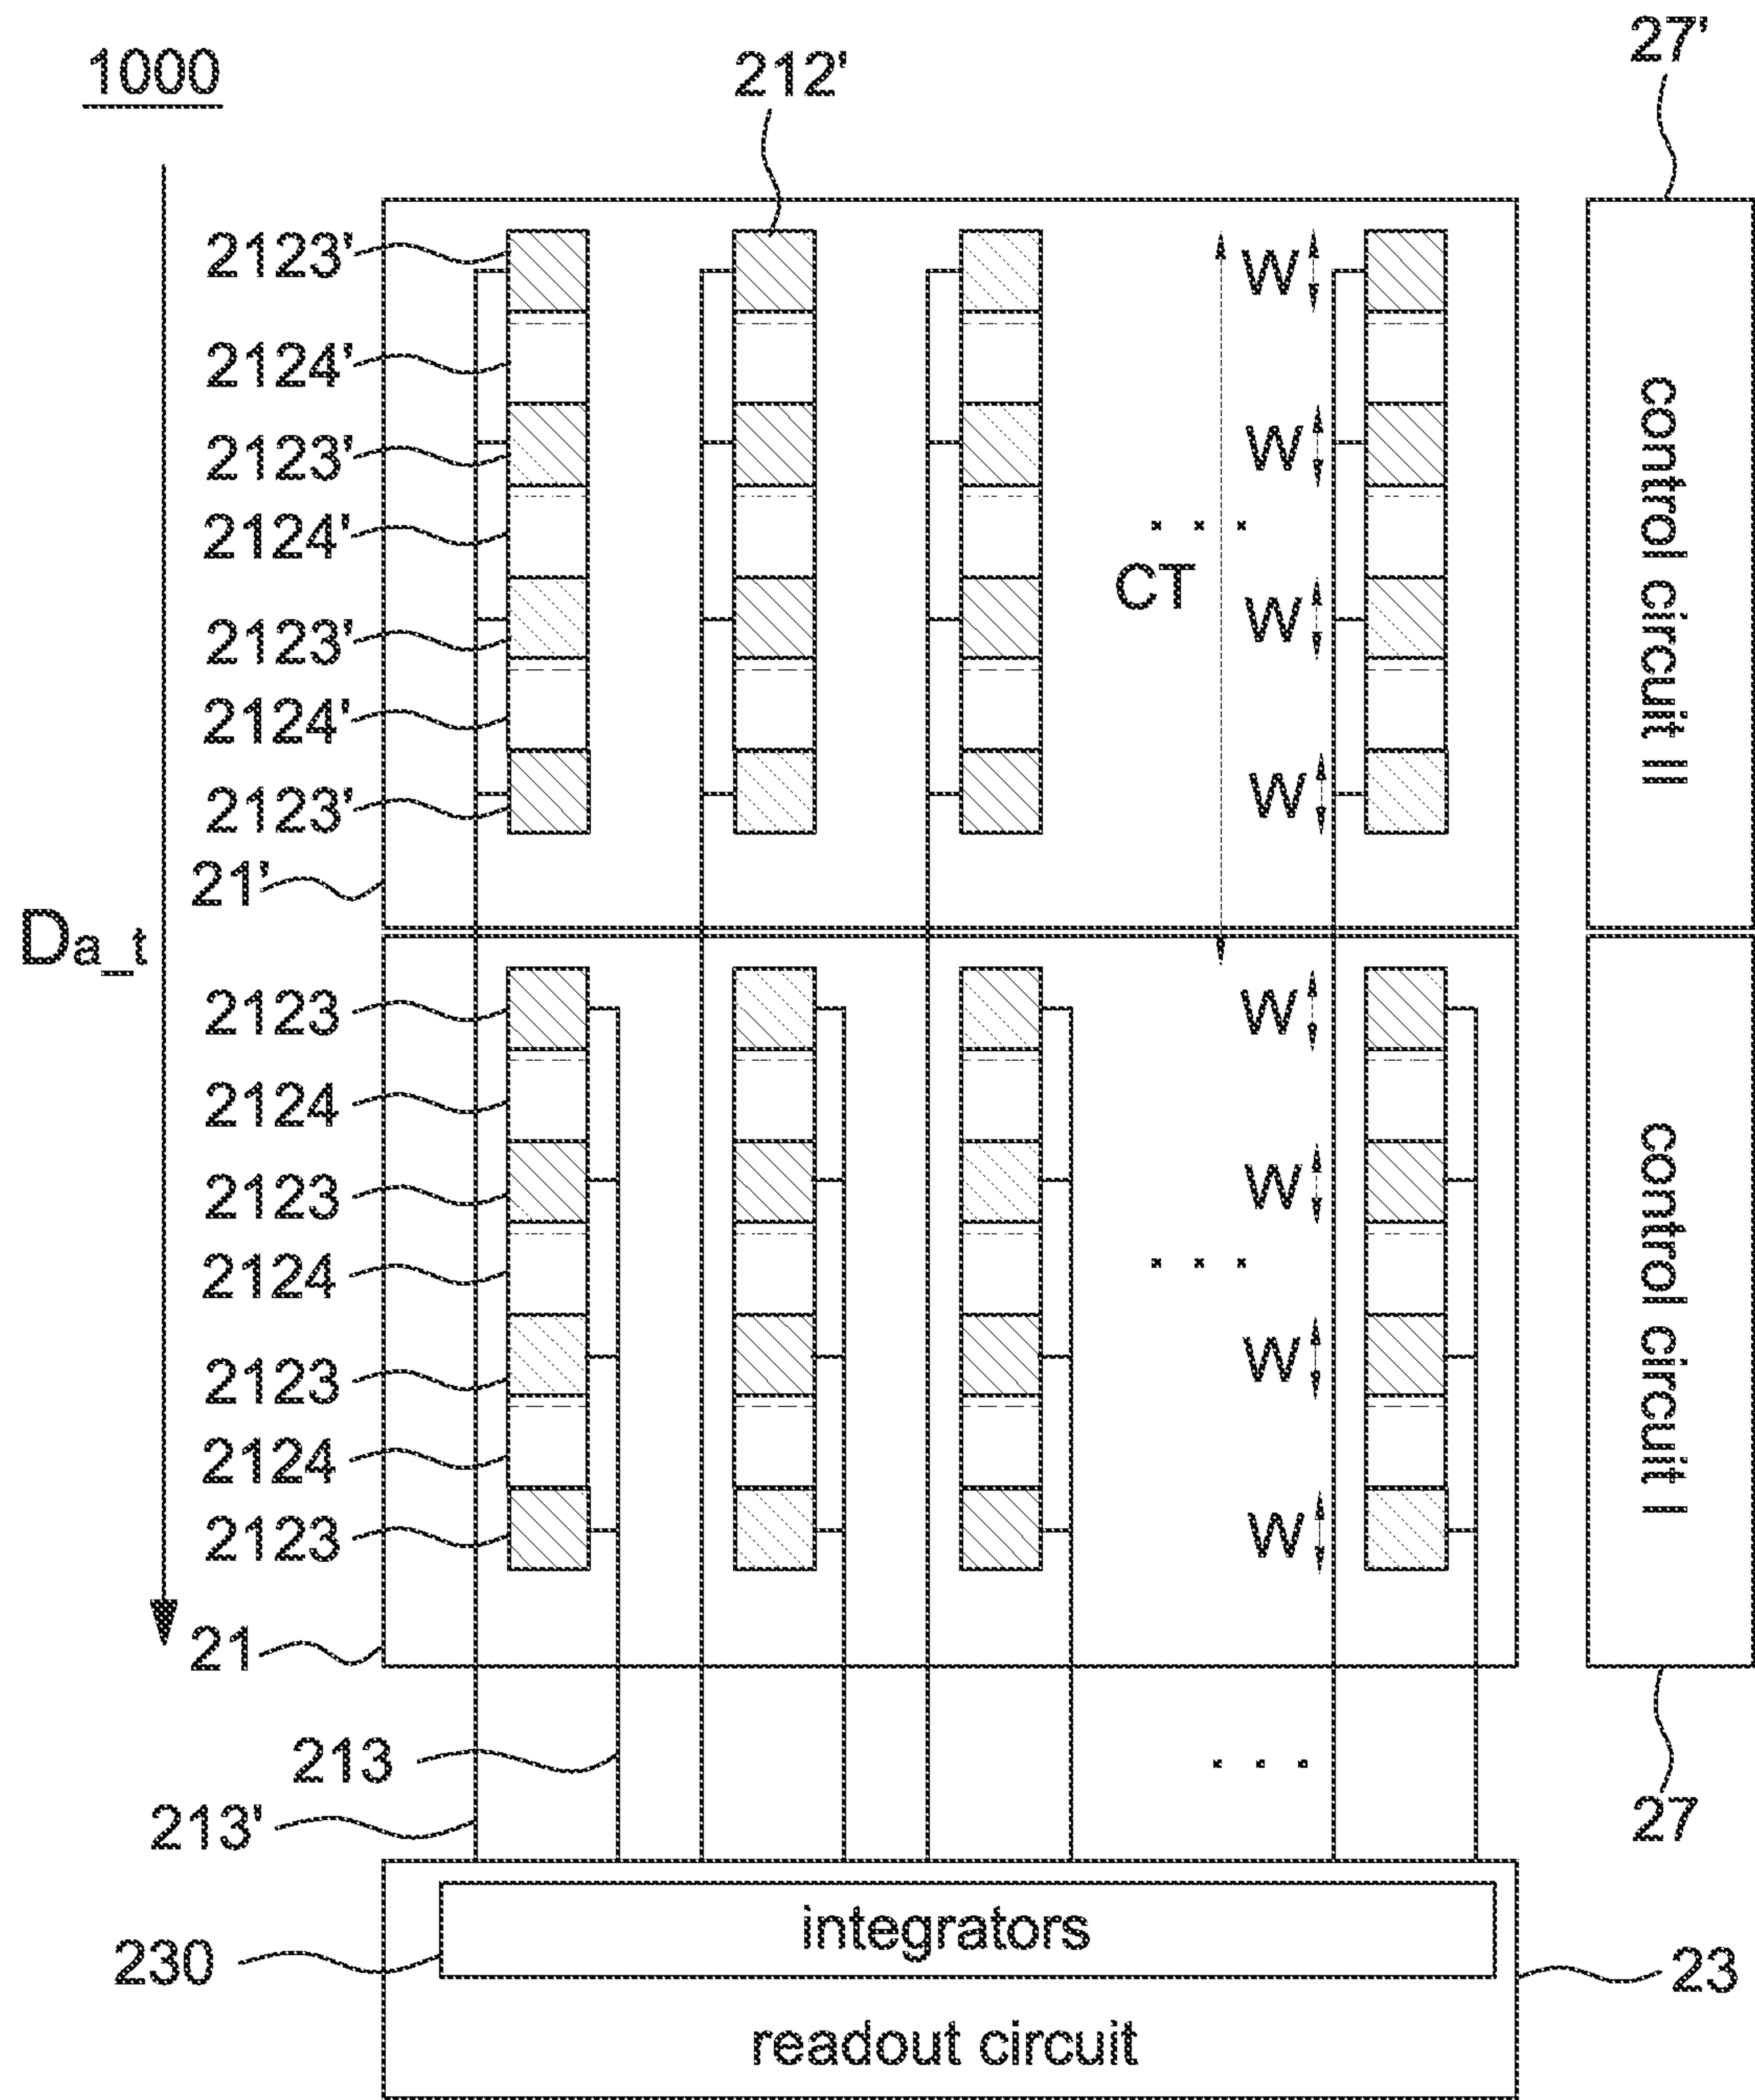 1000
212'
27'
2123'
W
2124'
2123'
W
2124'
CT
2123'
W
2124'
2123'
W
control circuit II
21'
Da_t
2123
W
2124
2123
W
2124
2123
W
2124
2123
W
control circuit I
21
213
213'
27
integrators
230
23
readout circuit